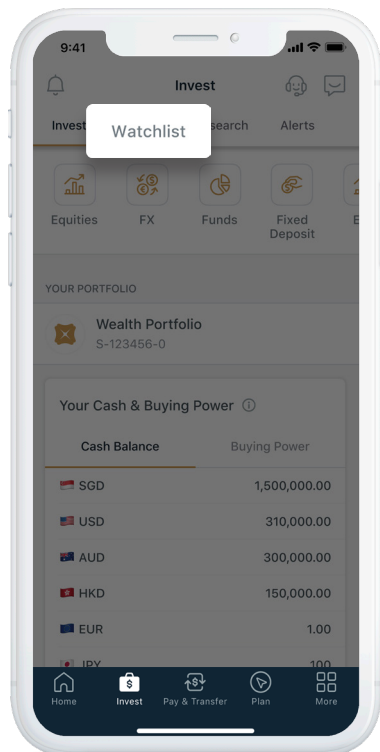 9:41
Invest
Invest Watchlist search Alerts
Equities FX Funds Fixed Deposit E
YOUR PORTFOLIO
Wealth Portfolio
S-123456-0
Your Cash & Buying Power
Cash Balance Buying Power
SGD 1,500,000.00
USD 310,000.00
AUD 300,000.00
HKD 150,000.00
EUR 1.00
JPY 100
Home Invest Pay & Transfer Plan More